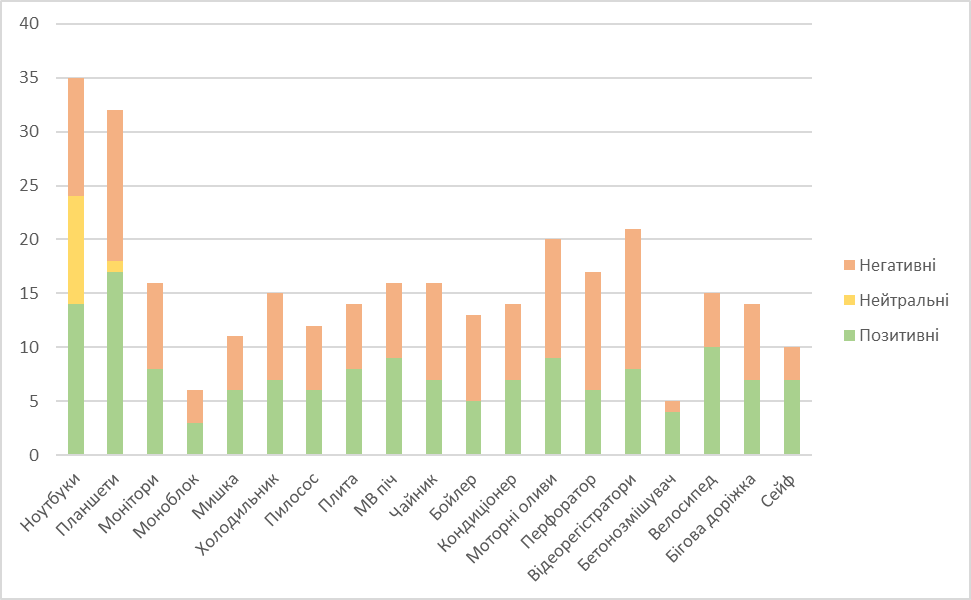 40
35
30
25
20
15
10
5
0
Негативні
Нейтральні
Позитивні
Ноутбуки
Планшети
Монітори
Моноблок
Мишка
Холодильник
Пилосос
Плита
МВ піч
Чайник
Бойлер
Кондиціонер
Моторні оливи
Перфоратор
Відеорегістратори
Бетонозмішувач
Велосипед
Бігова доріжка
Сейф